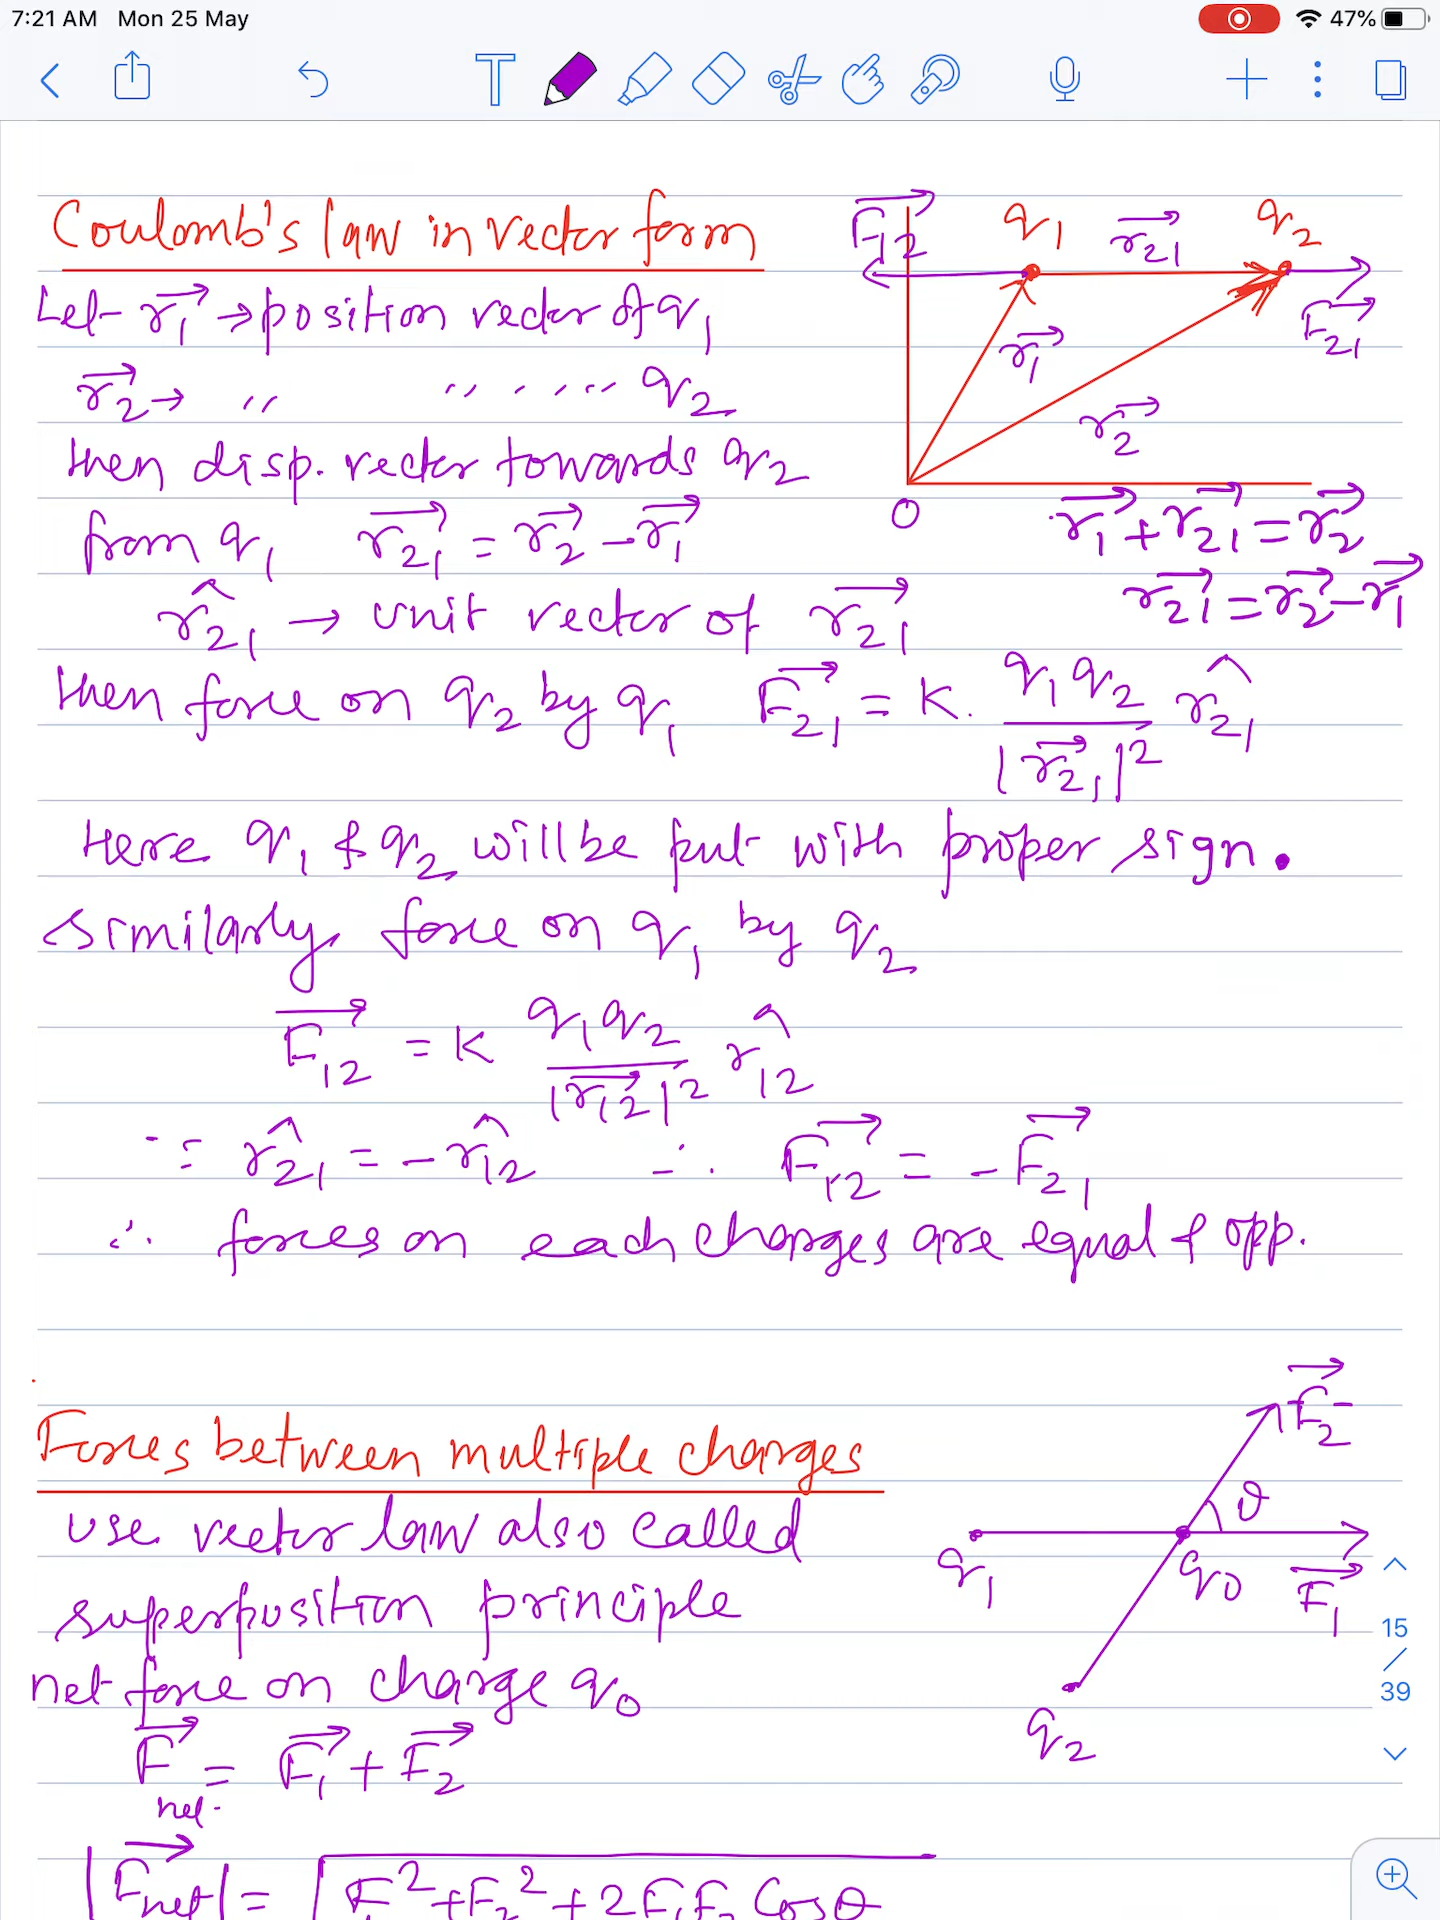 7:21 AM Mon 25 May
47%
T
Coulomb's law in vector form
Let r₁⃗ → position vector of q₁
r₂⃗ → " " " " " q₂
then disp. vector towards q₂
from q₁ r₂₁⃗ = r₂⃗ - r₁⃗
r̂₂₁ → unit vector of r₂₁⃗
F₁₂⃗ q₁ r₂₁⃗ q₂
F₂₁⃗
r₁⃗
r₂⃗
O
r₁⃗ + r₂₁⃗ = r₂⃗
r₂₁⃗ = r₂⃗ - r₁⃗
then force on q₂ by q₁ F₂₁⃗ = K. q₁q₂ / |r₂₁⃗|² r̂₂₁
Here q₁ & q₂ will be put with proper sign.
similarly force on q₁ by q₂
F₁₂⃗ = K q₁q₂ / |r₁₂⃗|² r̂₁₂
∵ r̂₂₁ = - r̂₁₂ ∴ F₁₂⃗ = - F₂₁⃗
∴ forces on each charges are equal & opp.
Forces between multiple charges
use vector law also called
superposition principle
net force on charge q₀
F⃗net = F₁⃗ + F₂⃗
|F⃗net| = √F₁² + F₂² + 2F₁F₂ Cosθ
F₂⃗
θ
q₁ q₀ F₁⃗
q₂
15
/
39